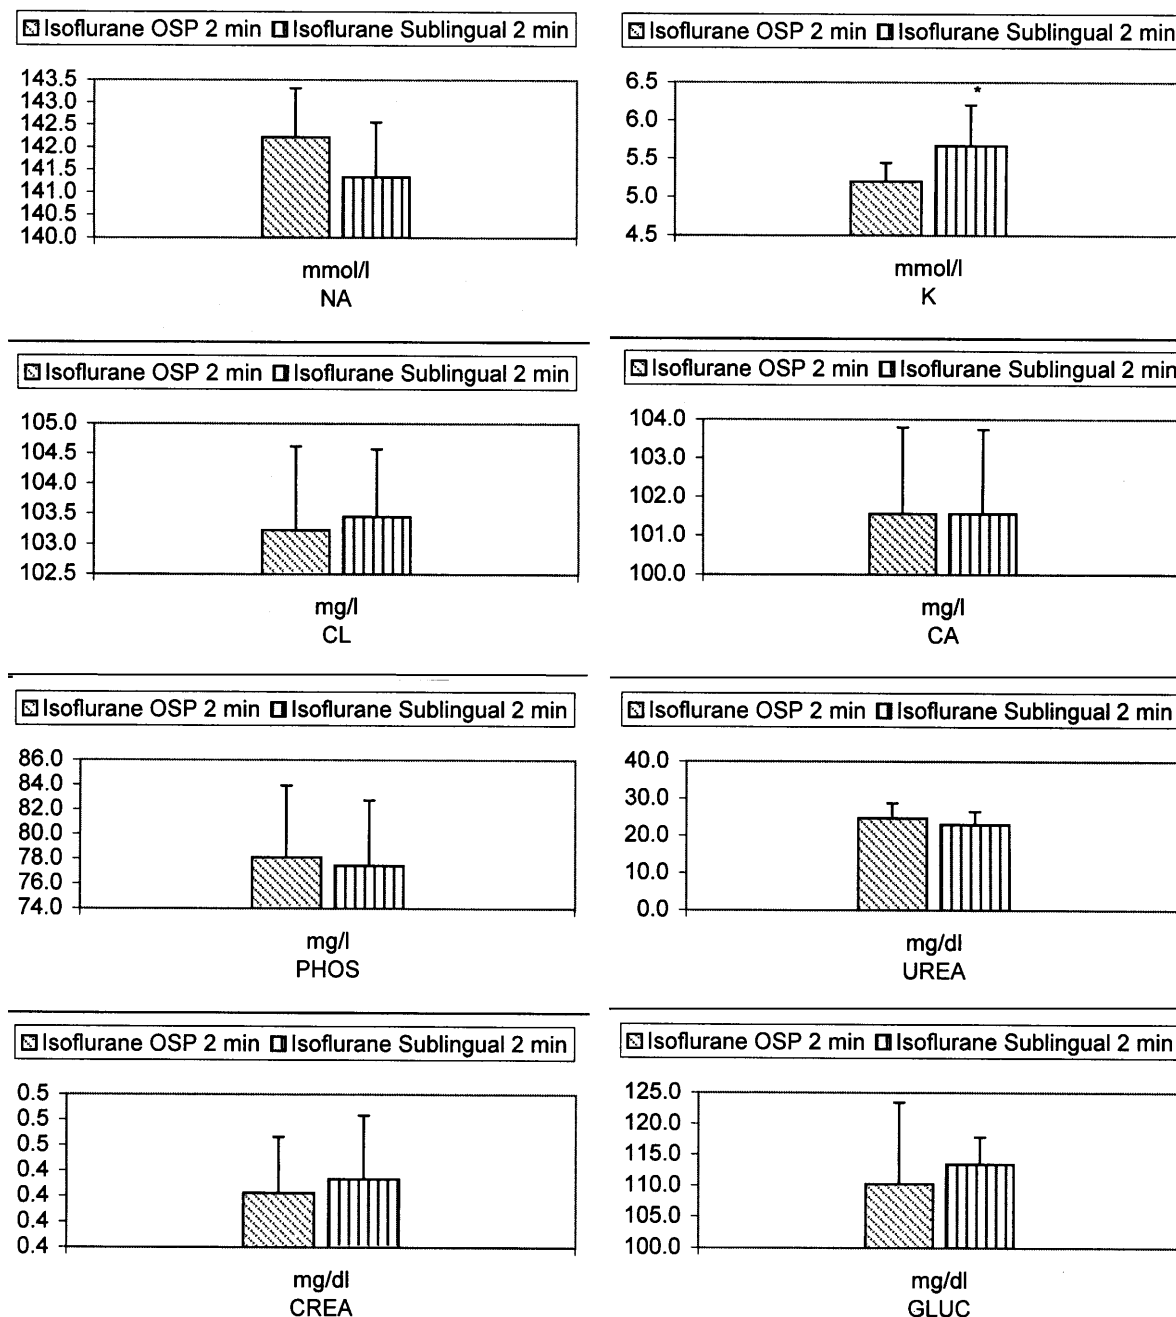 Isoflurane OSP 2 min Isoflurane Sublingual 2 min
143.5
143.0
142.5
142.0
141.5
141.0
140.5
140.0
mmol/l
NA
Isoflurane OSP 2 min Isoflurane Sublingual 2 min
6.5
6.0
5.5
5.0
4.5
*
mmol/l
K
Isoflurane OSP 2 min Isoflurane Sublingual 2 min
105.0
104.5
104.0
103.5
103.0
102.5
mg/l
CL
Isoflurane OSP 2 min Isoflurane Sublingual 2 min
104.0
103.0
102.0
101.0
100.0
mg/l
CA
Isoflurane OSP 2 min Isoflurane Sublingual 2 min
86.0
84.0
82.0
80.0
78.0
76.0
74.0
mg/l
PHOS
Isoflurane OSP 2 min Isoflurane Sublingual 2 min
40.0
30.0
20.0
10.0
0.0
mg/dl
UREA
Isoflurane OSP 2 min Isoflurane Sublingual 2 min
0.5
0.5
0.5
0.4
0.4
0.4
0.4
mg/dl
CREA
Isoflurane OSP 2 min Isoflurane Sublingual 2 min
125.0
120.0
115.0
110.0
105.0
100.0
mg/dl
GLUC